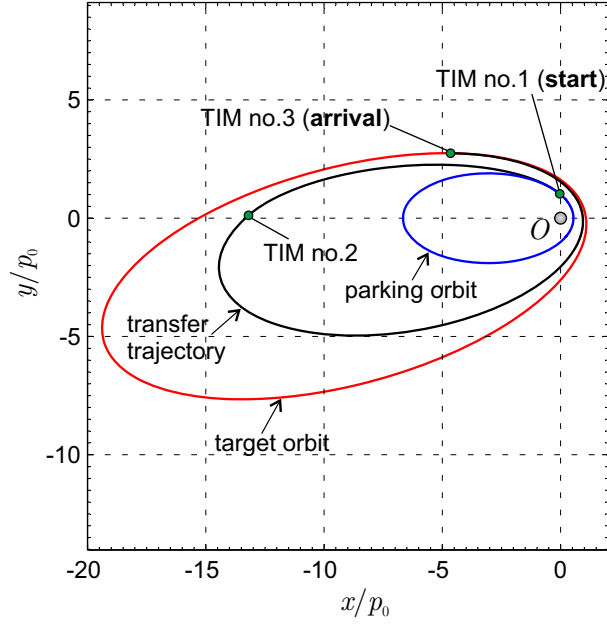 TIM no.1 (start)
5
TIM no.3 (arrival)
0
O
TIM no.2
parking orbit
y/p₀
transfer
trajectory
-5
target orbit
-10
-20 -15 -10 -5 0
x/p₀